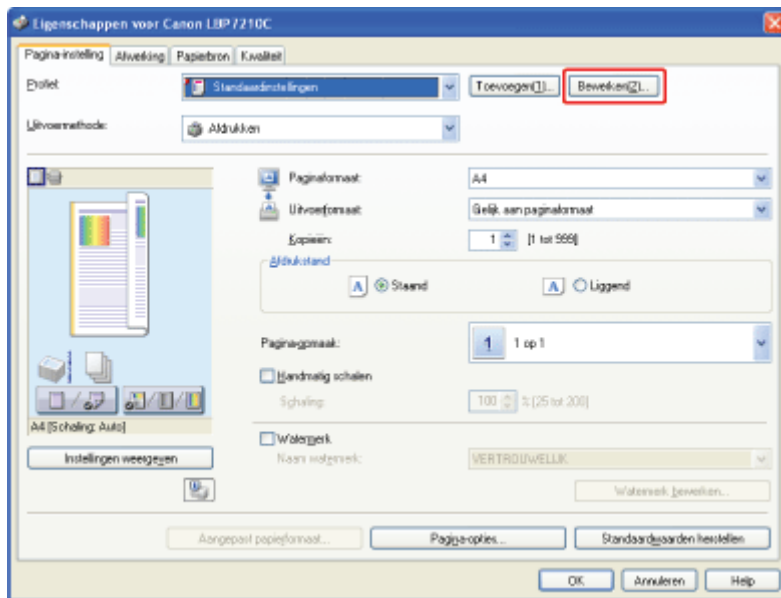 Eigenschappen voor Canon LBP7210C
Pagina-instelling Afwerking Papierbron Kwaliteit
Profiel: Standaardinstellingen Toevoegen(1)... Bewerken(2)...
Uitvoermethode: Afdrukken
Paginaformaat: A4
Uitvoerformaat: Gelijk aan paginaformaat
Kopieën: 1 [1 tot 999]
Afdrukstand
A Staand A Liggend
Pagina-opmaak: 1 1 op 1
Handmatig schalen
Schaling: 100 % [25 tot 200]
A4 [Schaling: Auto]
Watermerk
Instellingen weergeven Naam watermerk: VERTROUWELIJK
Watermerk bewerken...
Aangepast papierformaat... Pagina-opties... Standaardwaarden herstellen
OK Annuleren Help